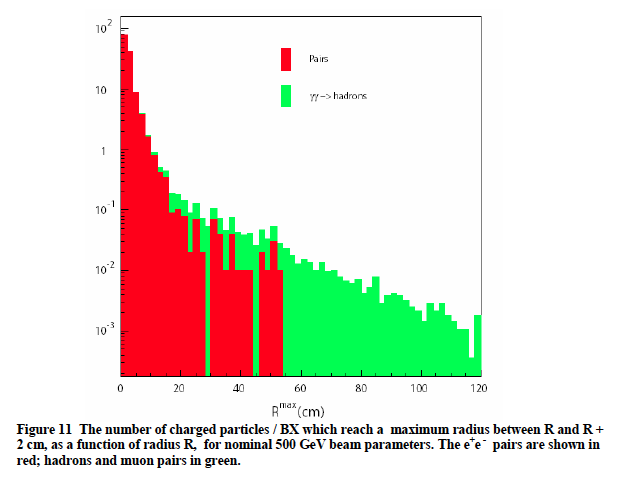 10²
10
1
10⁻¹
10⁻²
10⁻³
Pairs
γγ -> hadrons
0 20 40 60 80 100 120
R^max (cm)
Figure 11 The number of charged particles / BX which reach a maximum radius between R and R +
2 cm, as a function of radius R, for nominal 500 GeV beam parameters. The e⁺e⁻ pairs are shown in
red; hadrons and muon pairs in green.